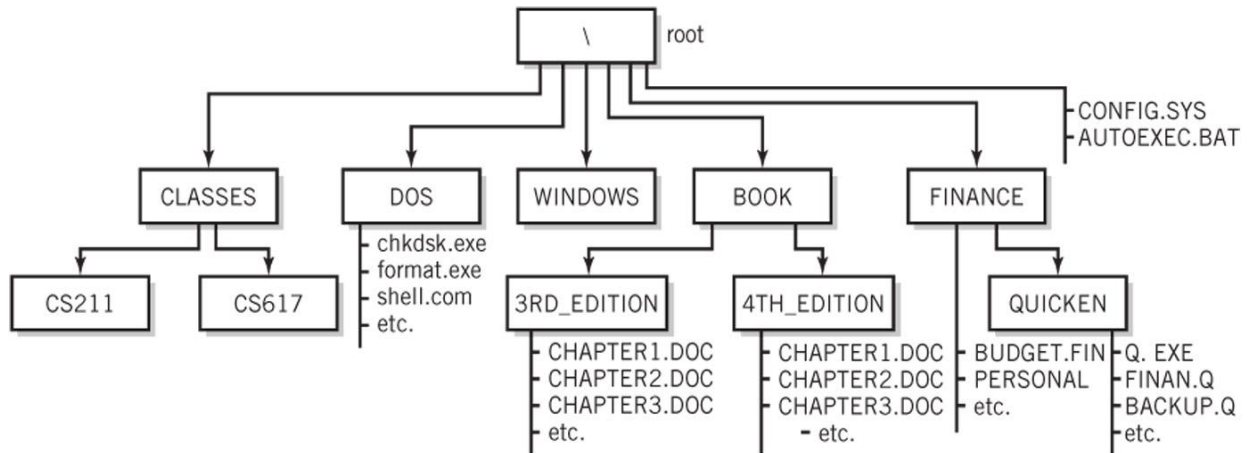 \
root
CONFIG.SYS
AUTOEXEC.BAT
CLASSES
DOS
WINDOWS
BOOK
FINANCE
CS211
CS617
chkdsk.exe
format.exe
shell.com
etc.
3RD_EDITION
CHAPTER1.DOC
CHAPTER2.DOC
CHAPTER3.DOC
etc.
4TH_EDITION
CHAPTER1.DOC
CHAPTER2.DOC
CHAPTER3.DOC
etc.
BUDGET.FIN
PERSONAL
etc.
QUICKEN
Q. EXE
FINAN.Q
BACKUP.Q
etc.